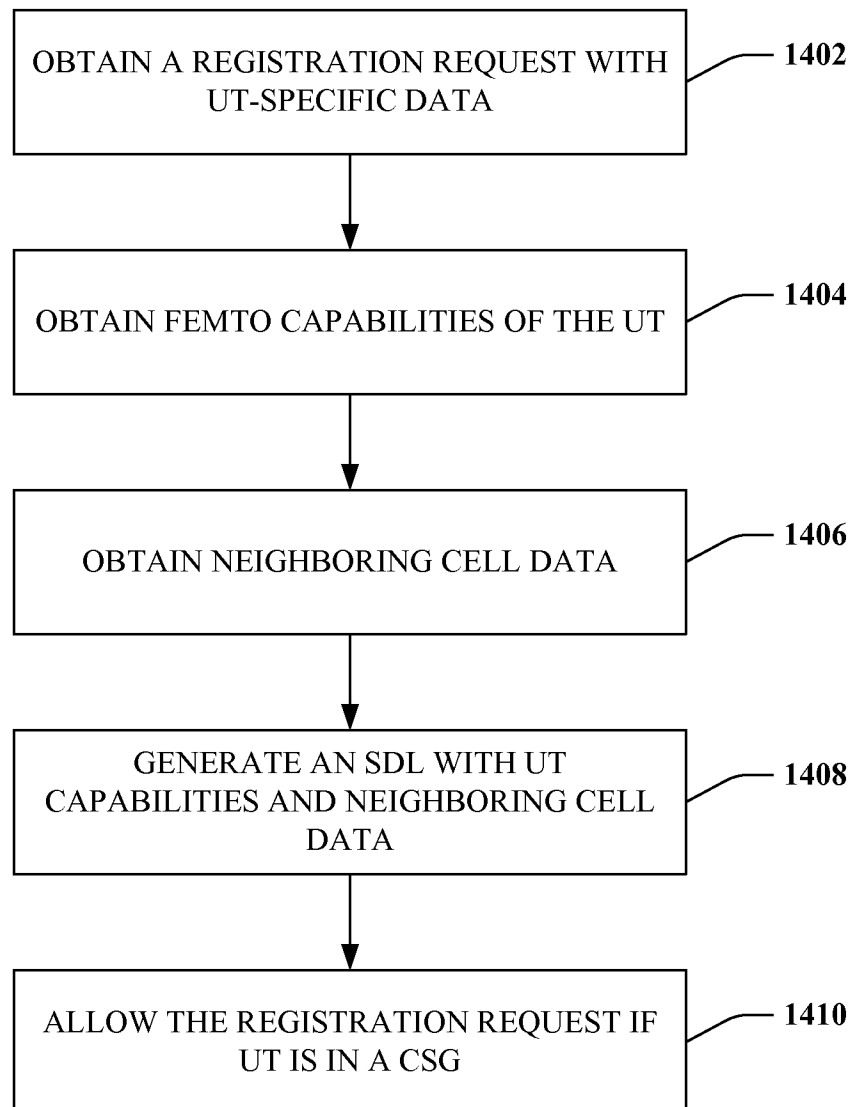 OBTAIN A REGISTRATION REQUEST WITH
UT-SPECIFIC DATA
1402
OBTAIN FEMTO CAPABILITIES OF THE UT
1404
OBTAIN NEIGHBORING CELL DATA
1406
GENERATE AN SDL WITH UT
CAPABILITIES AND NEIGHBORING CELL
DATA
1408
ALLOW THE REGISTRATION REQUEST IF
UT IS IN A CSG
1410